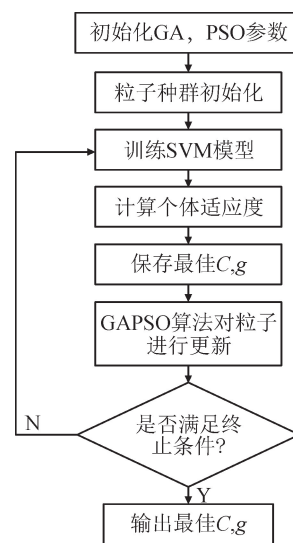 初始化GA，PSO参数
粒子种群初始化
训练SVM模型
计算个体适应度
保存最佳C,g
GAPSO算法对粒子
进行更新
N
是否满足终
止条件?
Y
输出最佳C,g